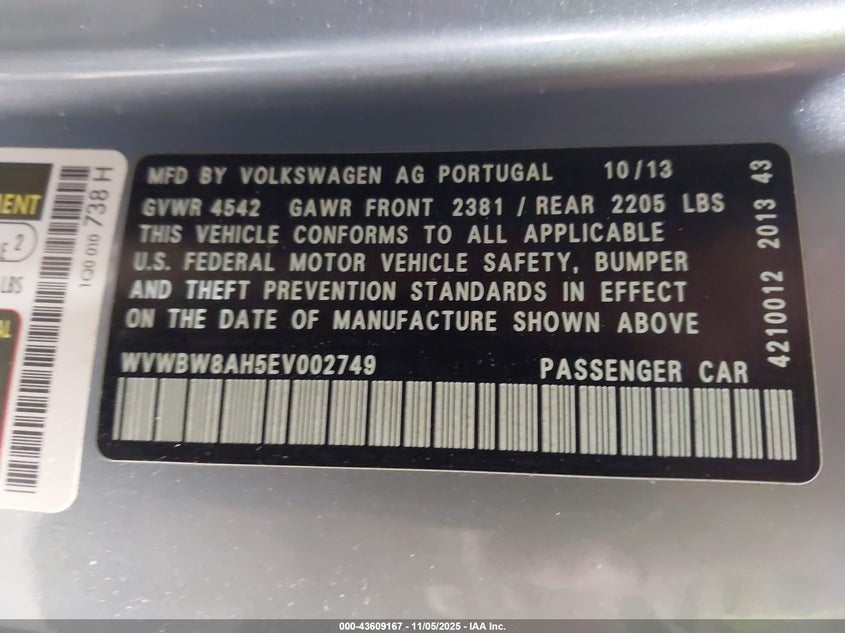 MFD BY VOLKSWAGEN AG PORTUGAL 10/13
GVWR 4542 GAWR FRONT 2381 / REAR 2205 LBS
THIS VEHICLE CONFORMS TO ALL APPLICABLE
U.S. FEDERAL MOTOR VEHICLE SAFETY, BUMPER
AND THEFT PREVENTION STANDARDS IN EFFECT
ON THE DATE OF MANUFACTURE SHOWN ABOVE
WVWBW8AH5EV002749 PASSENGER CAR
4210012 2013 43
1Q0 010 738 H
2
LBS
000-43609167 - 11/05/2025 - IAA Inc.